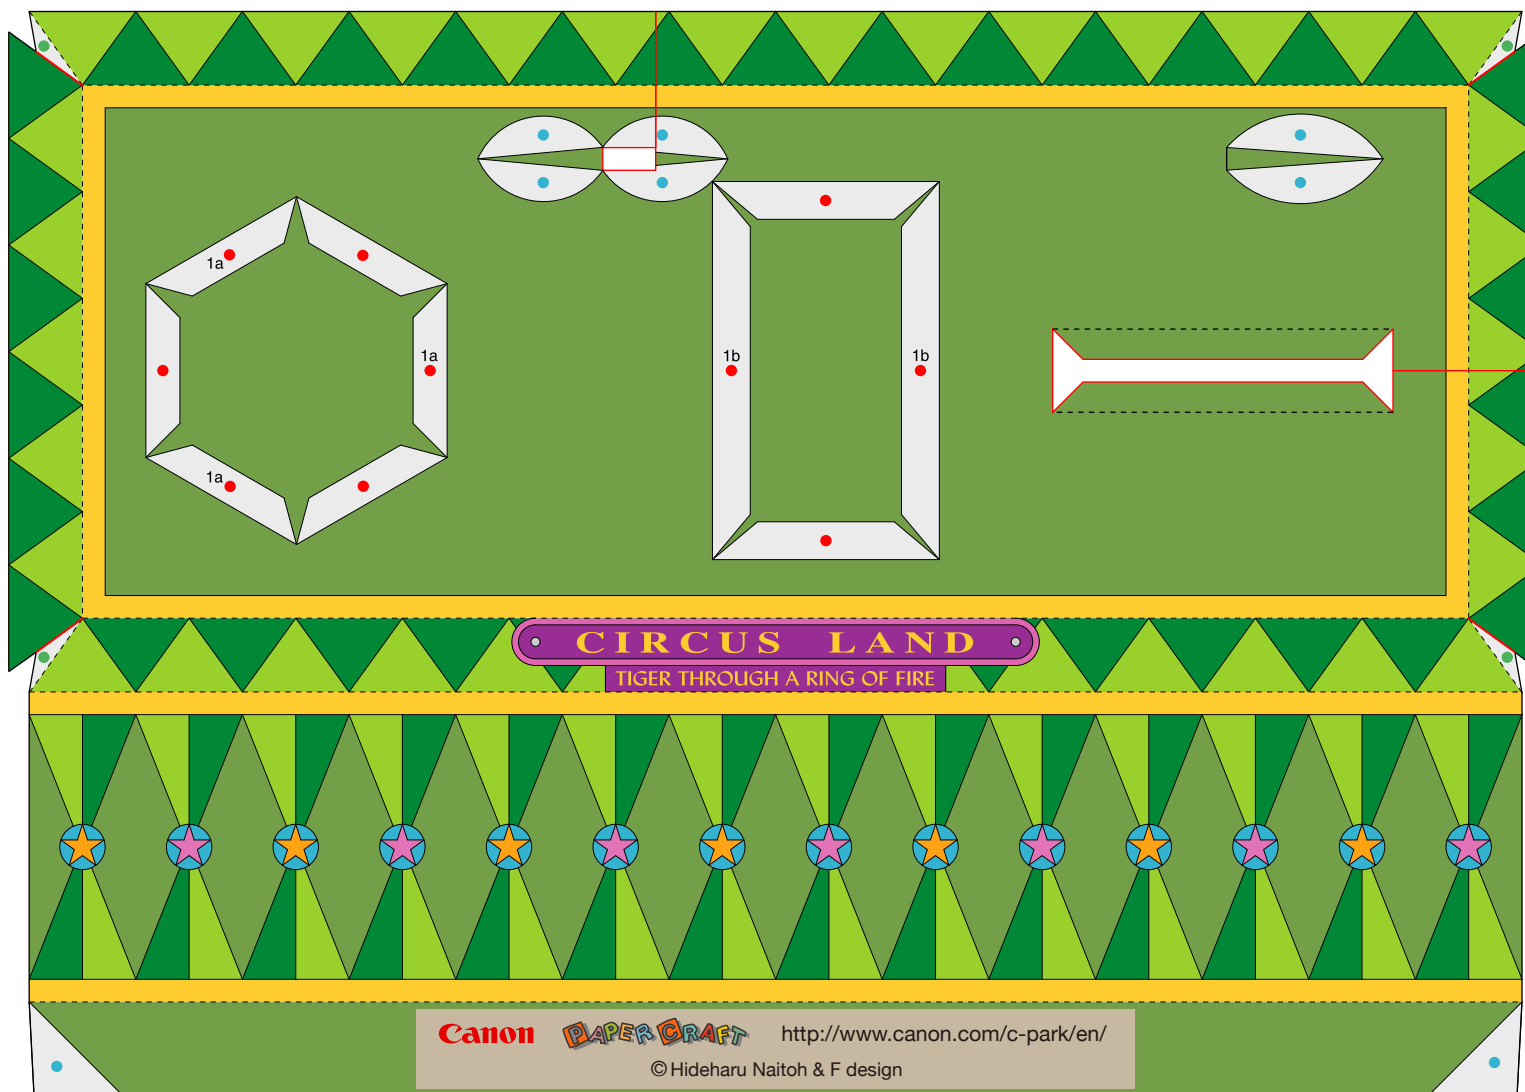 1a
1a
1b
1b
1a
CIRCUS LAND
TIGER THROUGH A RING OF FIRE
Canon PAPER CRAFT http://www.canon.com/c-park/en/
© Hideharu Naitoh & F design